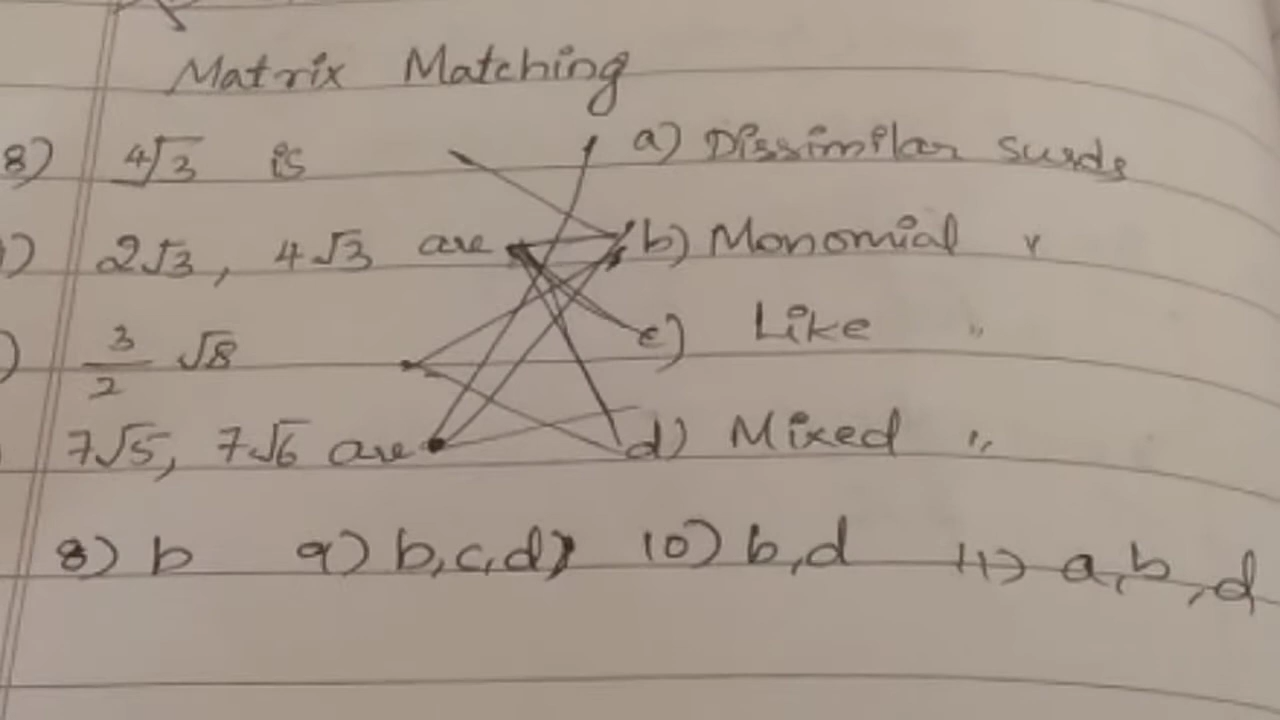 Matrix Matching
8) ∜3 is a) Dissimilar surds
) 2√3, 4√3 are b) Monomial "
) 3/2 √8 c) Like "
7√5, 7√6 are d) Mixed "
8) b 9) b,c,d) 10) b,d 11) a,b,d